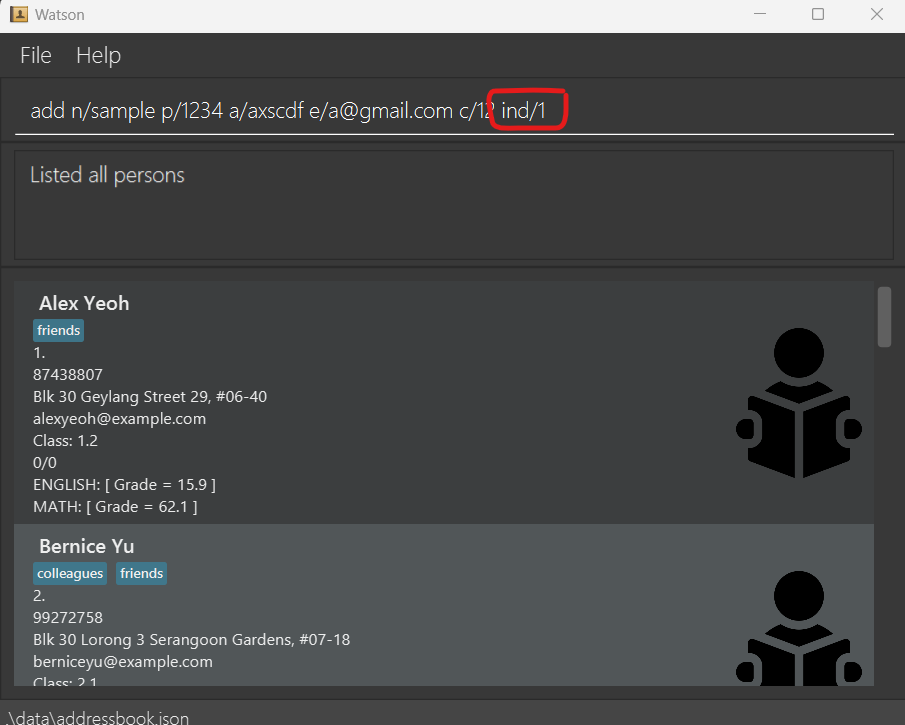 Watson
File Help
add n/sample p/1234 a/axscdf e/a@gmail.com c/12 ind/1
Listed all persons
Alex Yeoh
friends
1.
87438807
Blk 30 Geylang Street 29, #06-40
alexyeoh@example.com
Class: 1.2
0/0
ENGLISH: [ Grade = 15.9 ]
MATH: [ Grade = 62.1 ]
Bernice Yu
colleagues friends
2.
99272758
Blk 30 Lorong 3 Serangoon Gardens, #07-18
berniceyu@example.com
Class: 2.1
.\data\addressbook.json